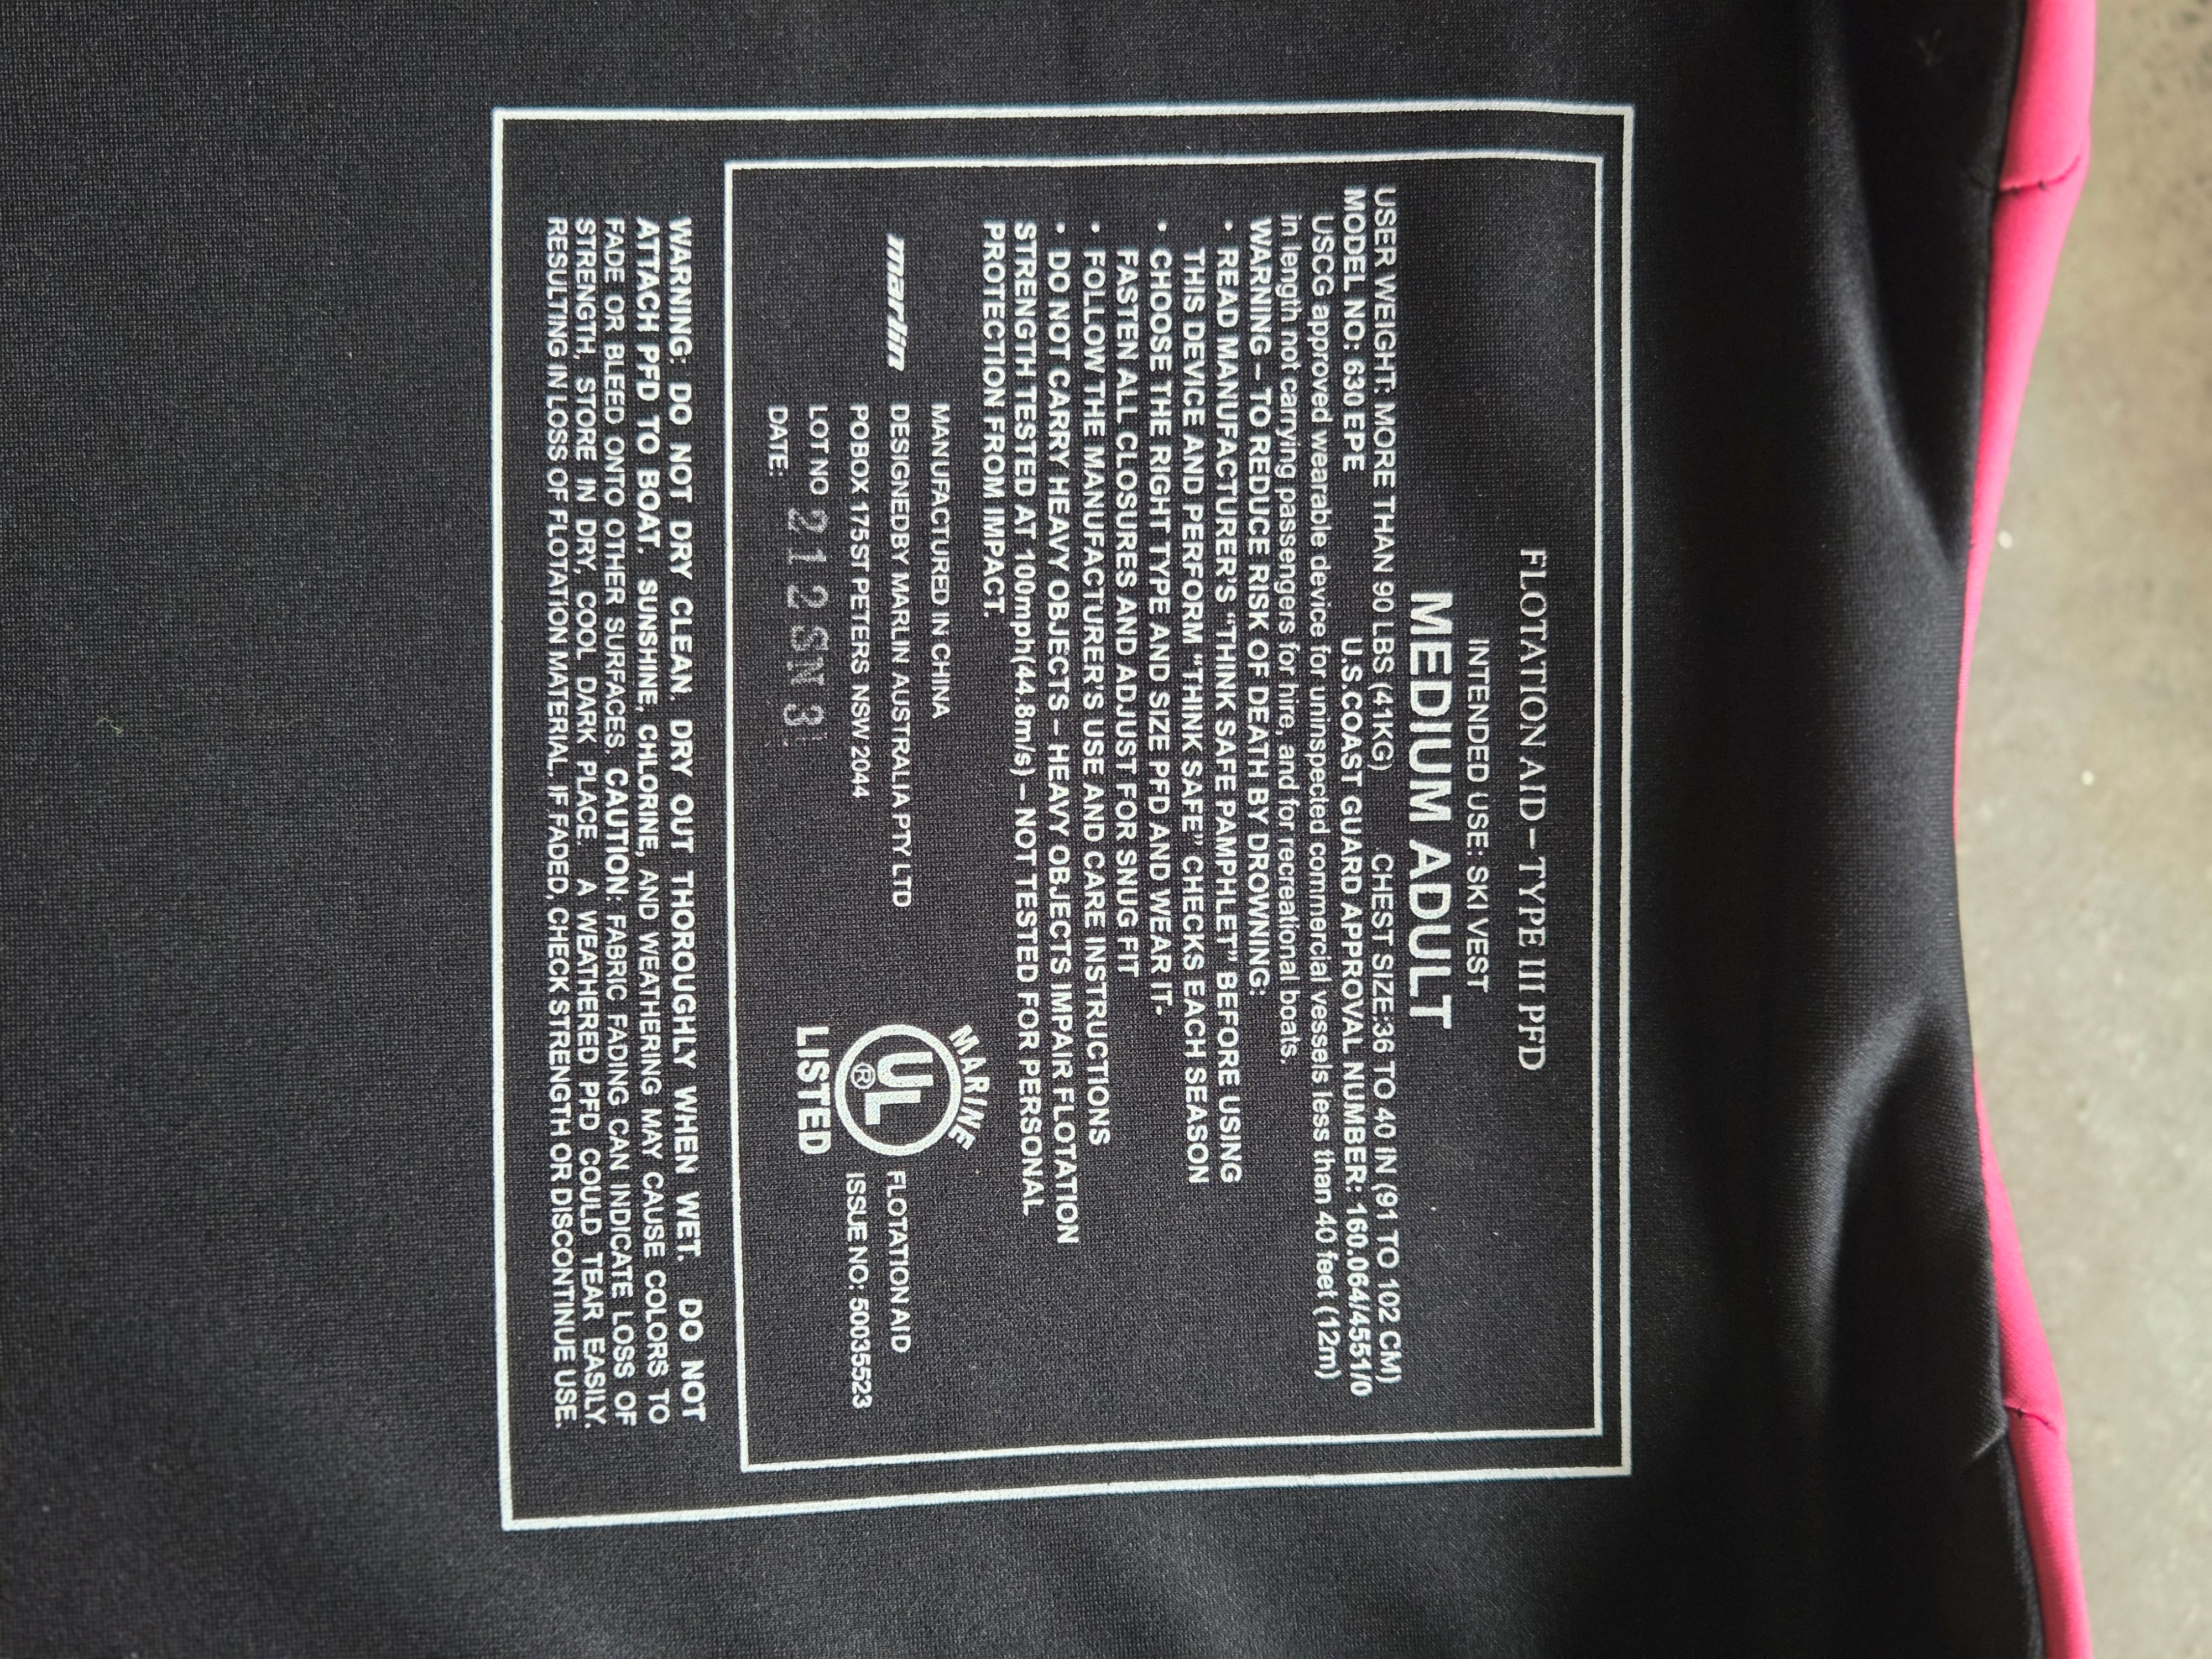 FLOTATION AID-TYPE III PFD
INTENDED USE: SKI VEST
MEDIUM ADULT
USER WEIGHT: MORE THAN 90 LBS (41KG) CHEST SIZE:36 TO 40 IN (91 TO 102 CM)
MODEL NO: 630 EPE U.S.COAST GUARD APPROVAL NUMBER: 160.064/4551/0
USCG approved wearable device for uninspected commercial vessels less than 40 feet (12m)
in length not carrying passengers for hire, and for recreational boats.
WARNING - TO REDUCE RISK OF DEATH BY DROWNING:
• READ MANUFACTURER'S "THINK SAFE PAMPHLET" BEFORE USING
THIS DEVICE AND PERFORM "THINK SAFE" CHECKS EACH SEASON
• CHOOSE THE RIGHT TYPE AND SIZE PFD AND WEAR IT.
FASTEN ALL CLOSURES AND ADJUST FOR SNUG FIT
• FOLLOW THE MANUFACTURER'S USE AND CARE INSTRUCTIONS
• DO NOT CARRY HEAVY OBJECTS - HEAVY OBJECTS IMPAIR FLOTATION
STRENGTH TESTED AT 100mph(44.8m/s) - NOT TESTED FOR PERSONAL
PROTECTION FROM IMPACT.
marlin
MANUFACTURED IN CHINA
DESIGNED BY MARLIN AUSTRALIA PTY LTD
POBOX 175 ST PETERS NSW 2044
LOT NO 212SN3
DATE:
MARINE
UL ®
LISTED
FLOTATION AID
ISSUE NO: 50035523
WARNING: DO NOT DRY CLEAN. DRY OUT THOROUGHLY WHEN WET. DO NOT
ATTACH PFD TO BOAT. SUNSHINE, CHLORINE, AND WEATHERING MAY CAUSE COLORS TO
FADE OR BLEED ONTO OTHER SURFACES. CAUTION: FABRIC FADING CAN INDICATE LOSS OF
STRENGTH, STORE IN DRY, COOL DARK PLACE. A WEATHERED PFD COULD TEAR EASILY.
RESULTING IN LOSS OF FLOTATION MATERIAL, IF FADED, CHECK STRENGTH OR DISCONTINUE USE.